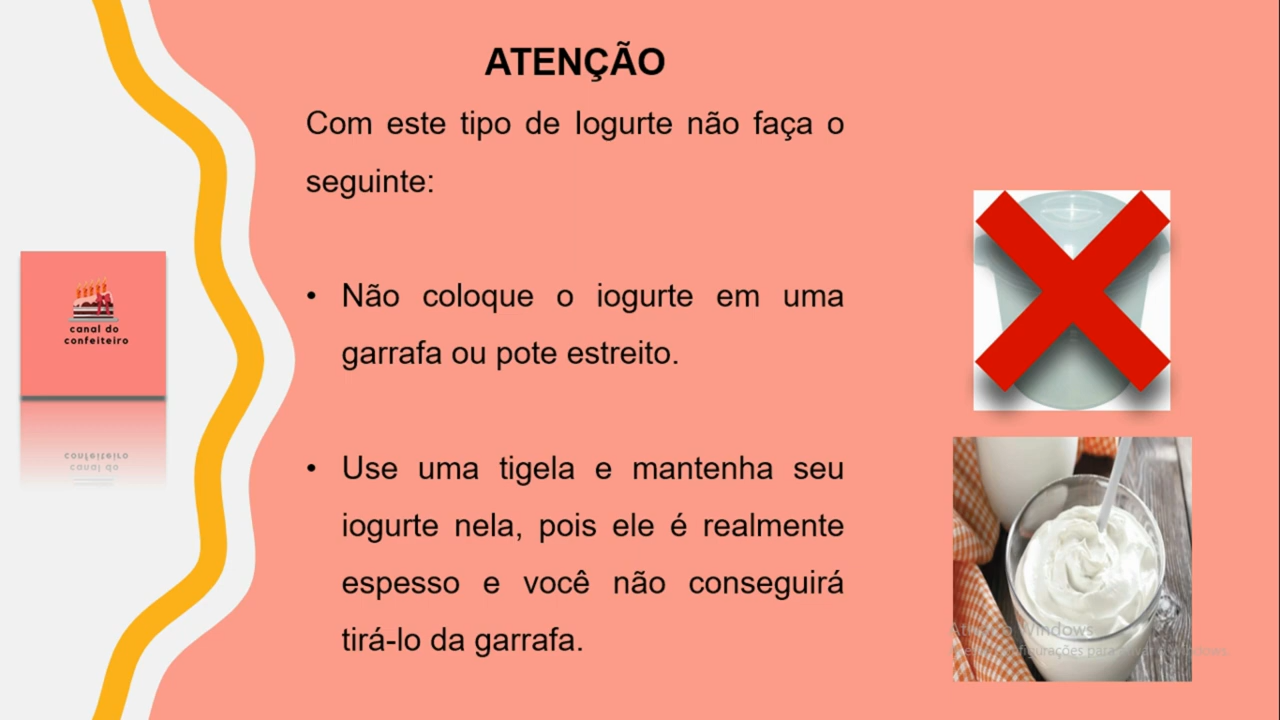 ATENÇÃO
Com este tipo de Iogurte não faça o
seguinte:
• Não coloque o iogurte em uma
garrafa ou pote estreito.
• Use uma tigela e mantenha seu
iogurte nela, pois ele é realmente
espesso e você não conseguirá
tirá-lo da garrafa.
canal do
confeiteiro
Windows